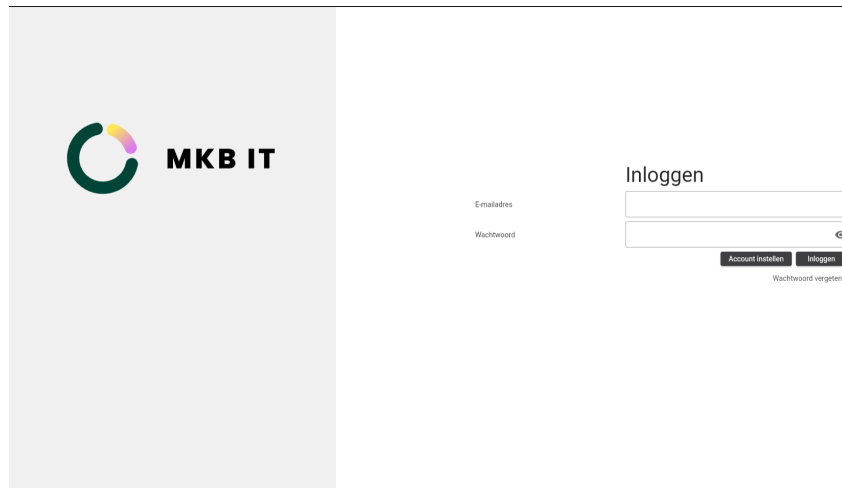 MKB IT
Inloggen
E-mailadres
Wachtwoord
Account instellen
Inloggen
Wachtwoord vergeten